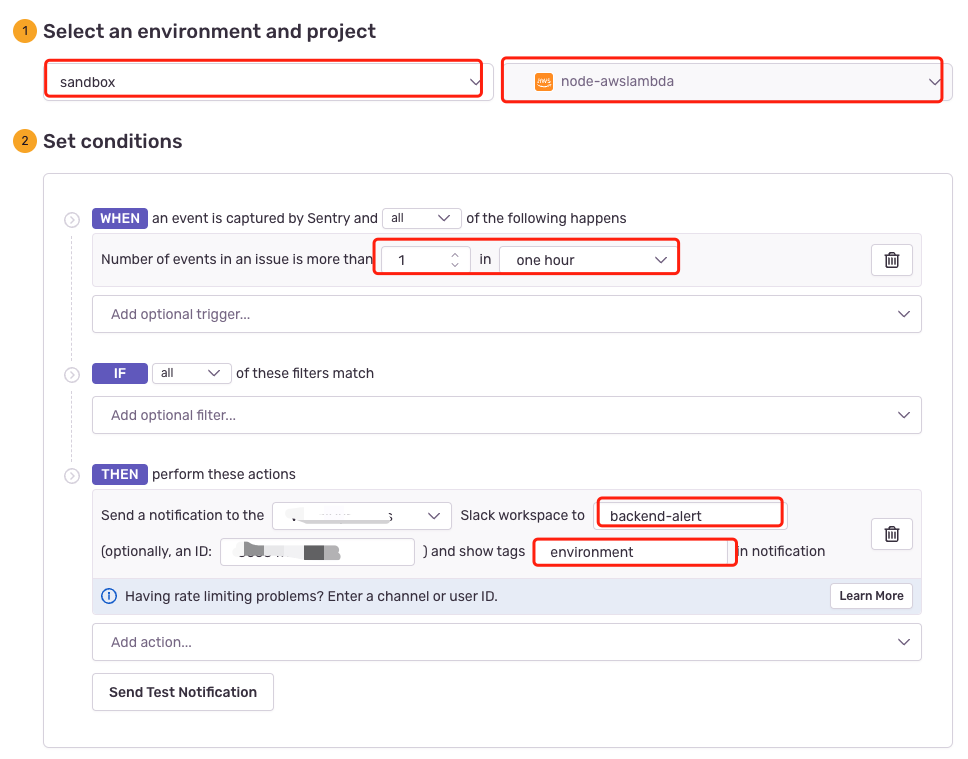 1 Select an environment and project
sandbox
aws node-awslambda
2 Set conditions
WHEN an event is captured by Sentry and all of the following happens
Number of events in an issue is more than 1 in one hour
Add optional trigger...
IF all of these filters match
Add optional filter...
THEN perform these actions
Send a notification to the Slack workspace to backend-alert
(optionally, an ID: ) and show tags environment in notification
Having rate limiting problems? Enter a channel or user ID. Learn More
Add action...
Send Test Notification